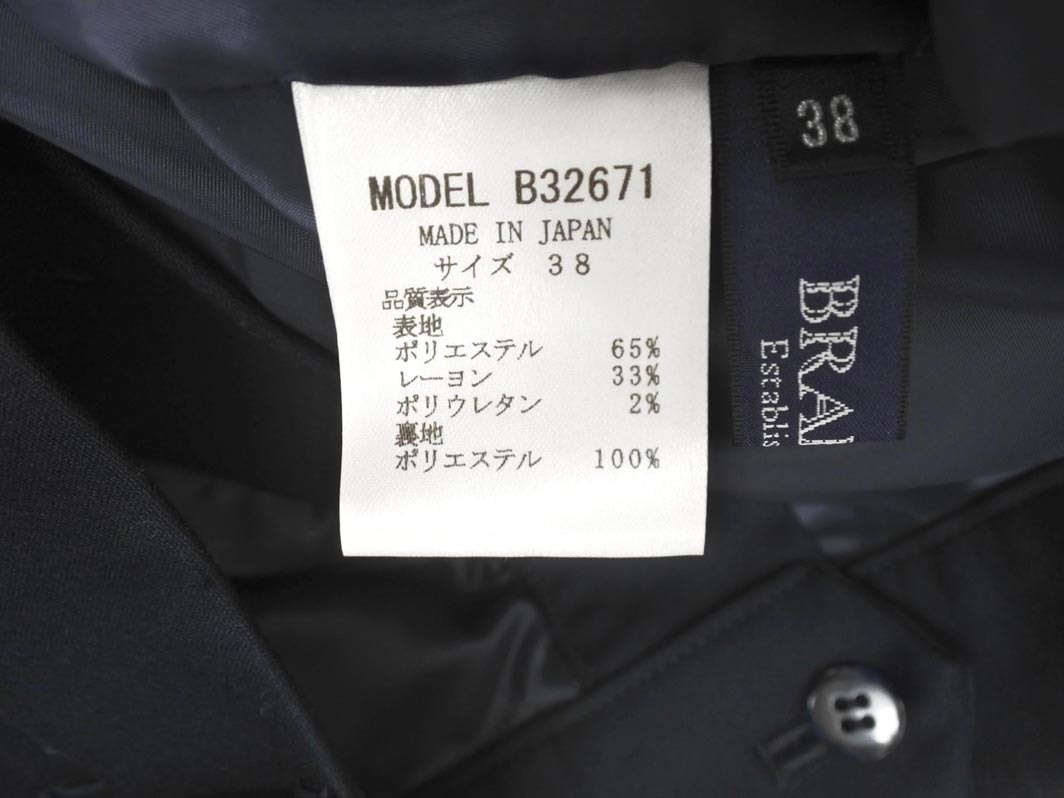 MODEL B32671
MADE IN JAPAN
サイズ 38
品質表示
表地
ポリエステル 65%
レーヨン 33%
ポリウレタン 2%
裏地
ポリエステル 100%
38